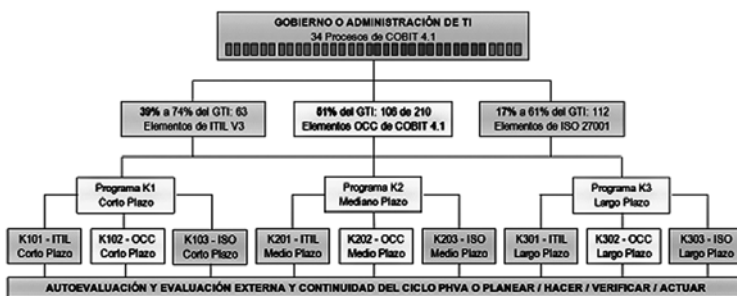 GOBIERNO O ADMINISTRACIÓN DE TI
34 Procesos de COBIT 4.1
39% a 74% del GTI: 63
Elementos de ITIL V3
51% del GTI: 106 de 210
Elementos OCC de COBIT 4.1
17% a 61% del GTI: 112
Elementos de ISO 27001
Programa K1
Corto Plazo
Programa K2
Mediano Plazo
Programa K3
Largo Plazo
K101 - ITIL
Corto Plazo
K102 - OCC
Corto Plazo
K103 - ISO
Corto Plazo
K201 - ITIL
Medio Plazo
K202 - OCC
Medio Plazo
K203 - ISO
Medio Plazo
K301 - ITIL
Largo Plazo
K302 - OCC
Largo Plazo
K303 - ISO
Largo Plazo
AUTOEVALUACIÓN Y EVALUACIÓN EXTERNA Y CONTINUIDAD DEL CICLO PHVA O PLANEAR / HACER / VERIFICAR / ACTUAR